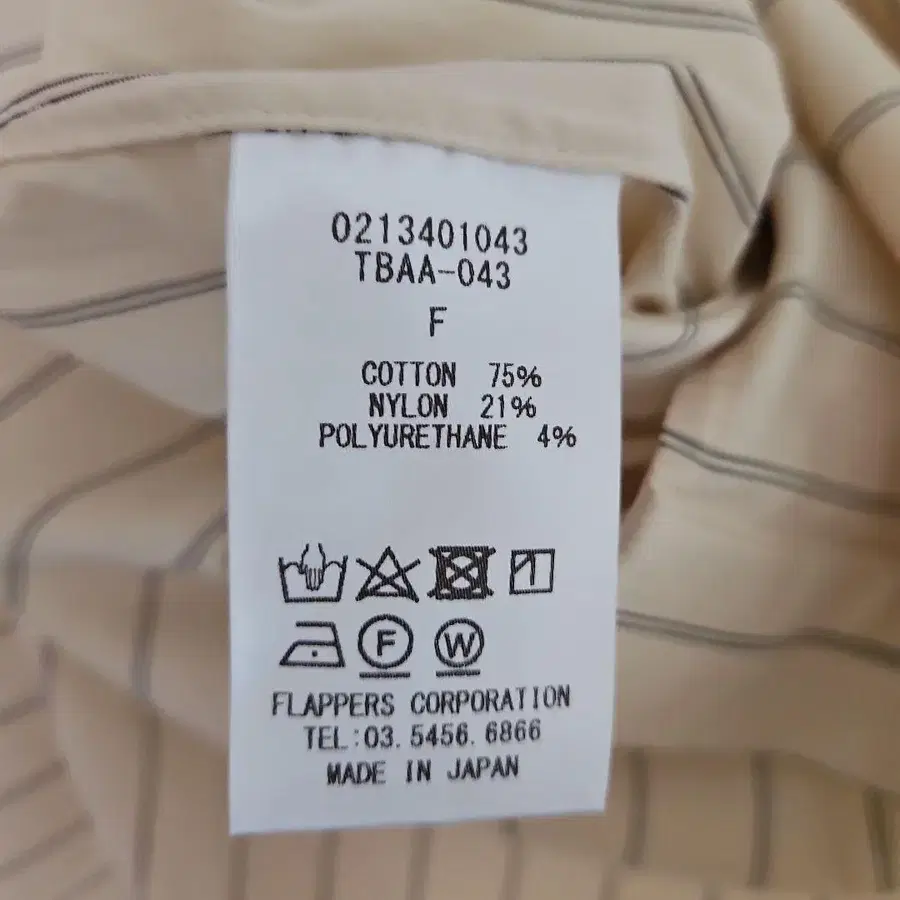 0213401043
TBAA-043
F
COTTON 75%
NYLON 21%
POLYURETHANE 4%
F W
FLAPPERS CORPORATION
TEL:03.5456.6866
MADE IN JAPAN